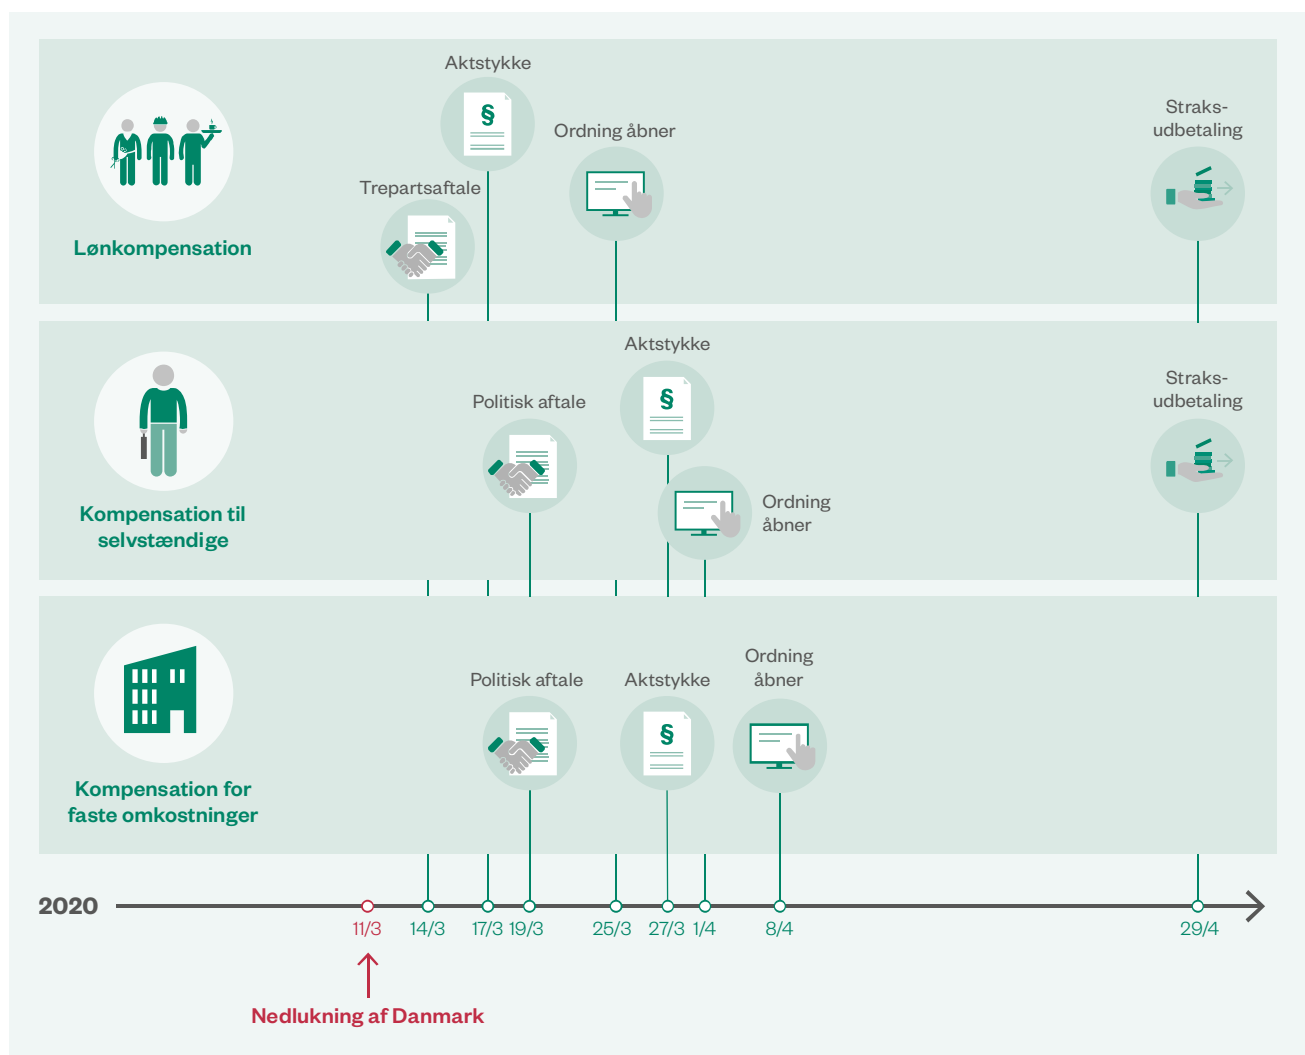 Aktstykke
§
Ordning åbner
Straks-
udbetaling
Trepartsaftale
Lønkompensation
Aktstykke
§
Straks-
udbetaling
Politisk aftale
Ordning
åbner
Kompensation til
selvstændige
Ordning
åbner
Politisk aftale
Aktstykke
§
Kompensation for
faste omkostninger
2020
11/3
14/3
17/3
19/3
25/3
27/3
1/4
8/4
29/4
Nedlukning af Danmark